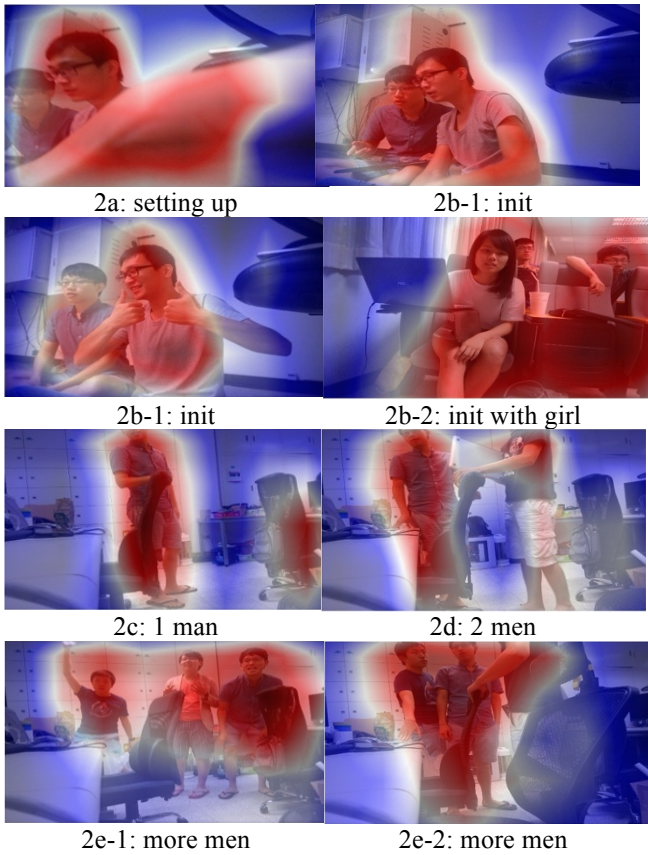 2a: setting up
2b-1: init
2b-1: init
2b-2: init with girl
2c: 1 man
2d: 2 men
2e-1: more men
2e-2: more men